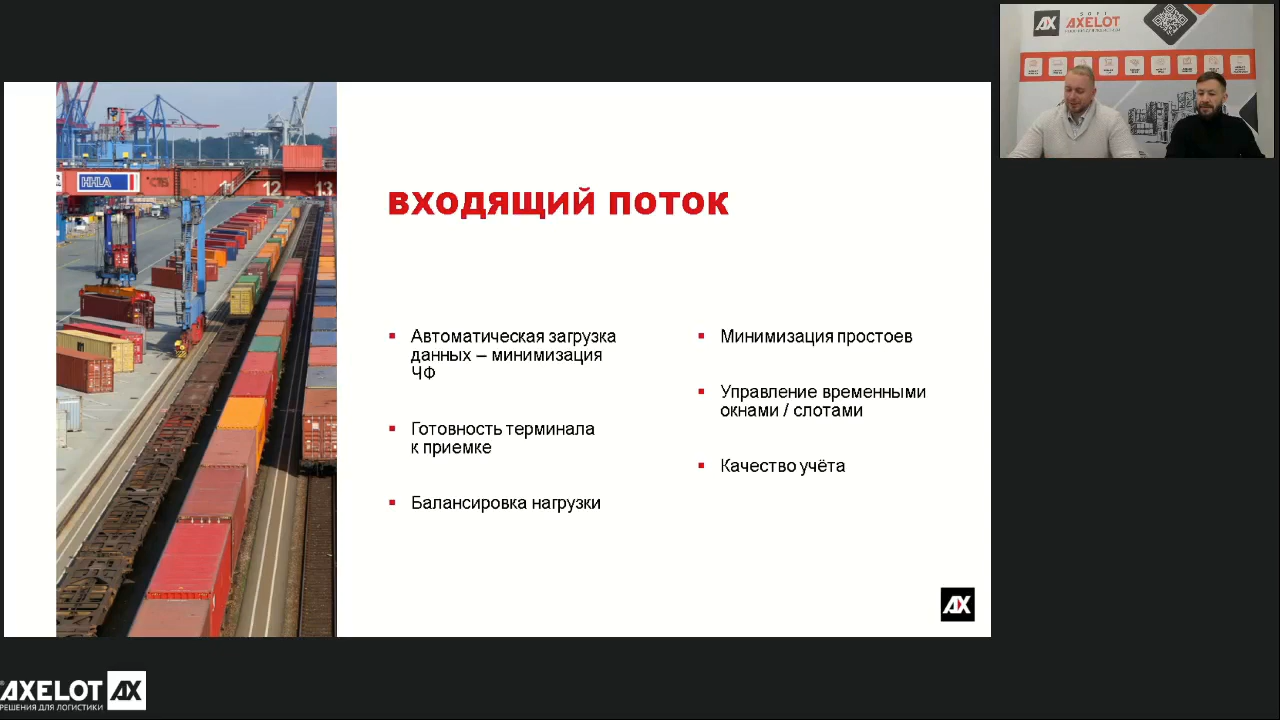 HHLA
11 12 13
ВХОДЯЩИЙ ПОТОК
Автоматическая загрузка
данных – минимизация
ЧФ
Готовность терминала
к приемке
Балансировка нагрузки
Минимизация простоев
Управление временными
окнами / слотами
Качество учёта
AX
AX
SOFT
AXELOT
AXELOT AX
РЕШЕНИЯ ДЛЯ ЛОГИСТИКИ